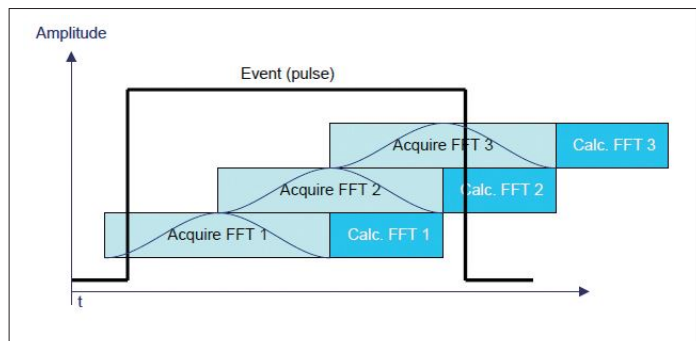 Amplitude
Event (pulse)
Acquire FFT 3
Calc. FFT 3
Acquire FFT 2
Calc. FFT 2
Acquire FFT 1
Calc. FFT 1
t